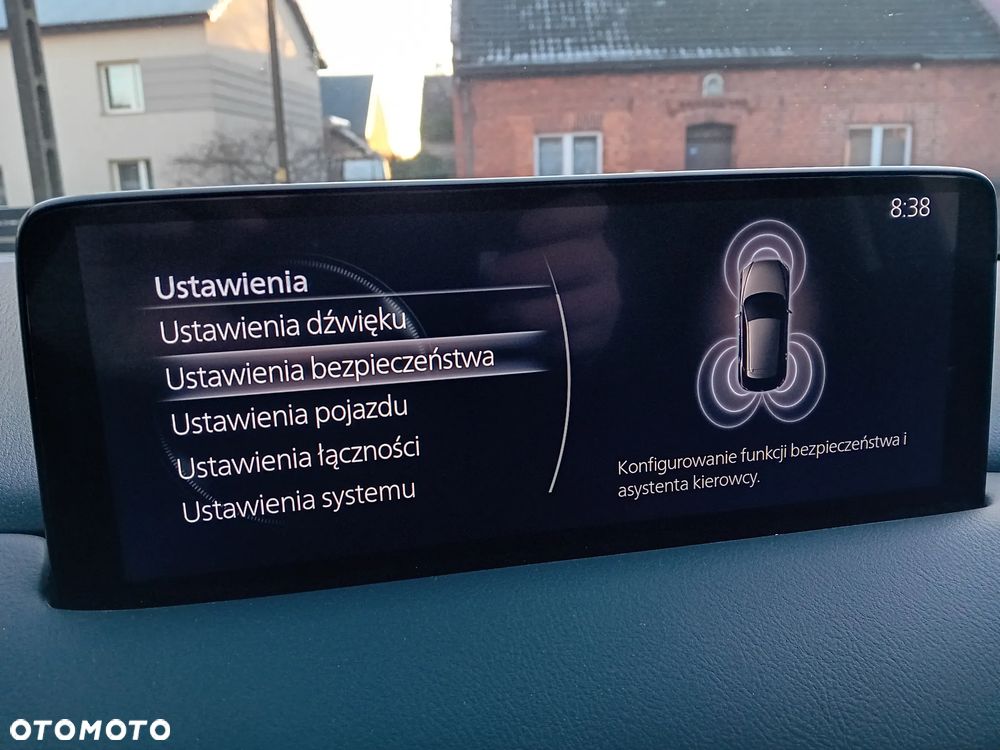 8:38
Ustawienia
Ustawienia dźwięku
Ustawienia bezpieczeństwa
Ustawienia pojazdu
Ustawienia łączności
Ustawienia systemu
Konfigurowanie funkcji bezpieczeństwa i
asystenta kierowcy.
OTOMOTO